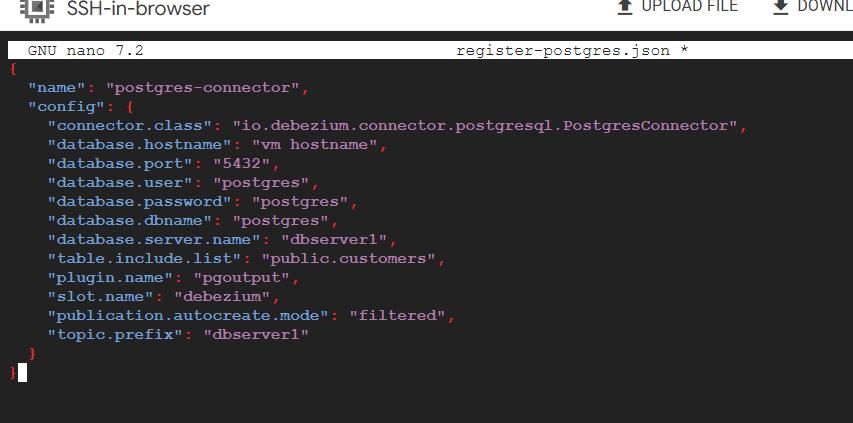 SSH-in-browser UPLOAD FILE DOWNL
GNU nano 7.2 register-postgres.json *
{
"name": "postgres-connector",
"config": {
"connector.class": "io.debezium.connector.postgresql.PostgresConnector",
"database.hostname": "vm hostname",
"database.port": "5432",
"database.user": "postgres",
"database.password": "postgres",
"database.dbname": "postgres",
"database.server.name": "dbserver1",
"table.include.list": "public.customers",
"plugin.name": "pgoutput",
"slot.name": "debezium",
"publication.autocreate.mode": "filtered",
"topic.prefix": "dbserver1"
}
}